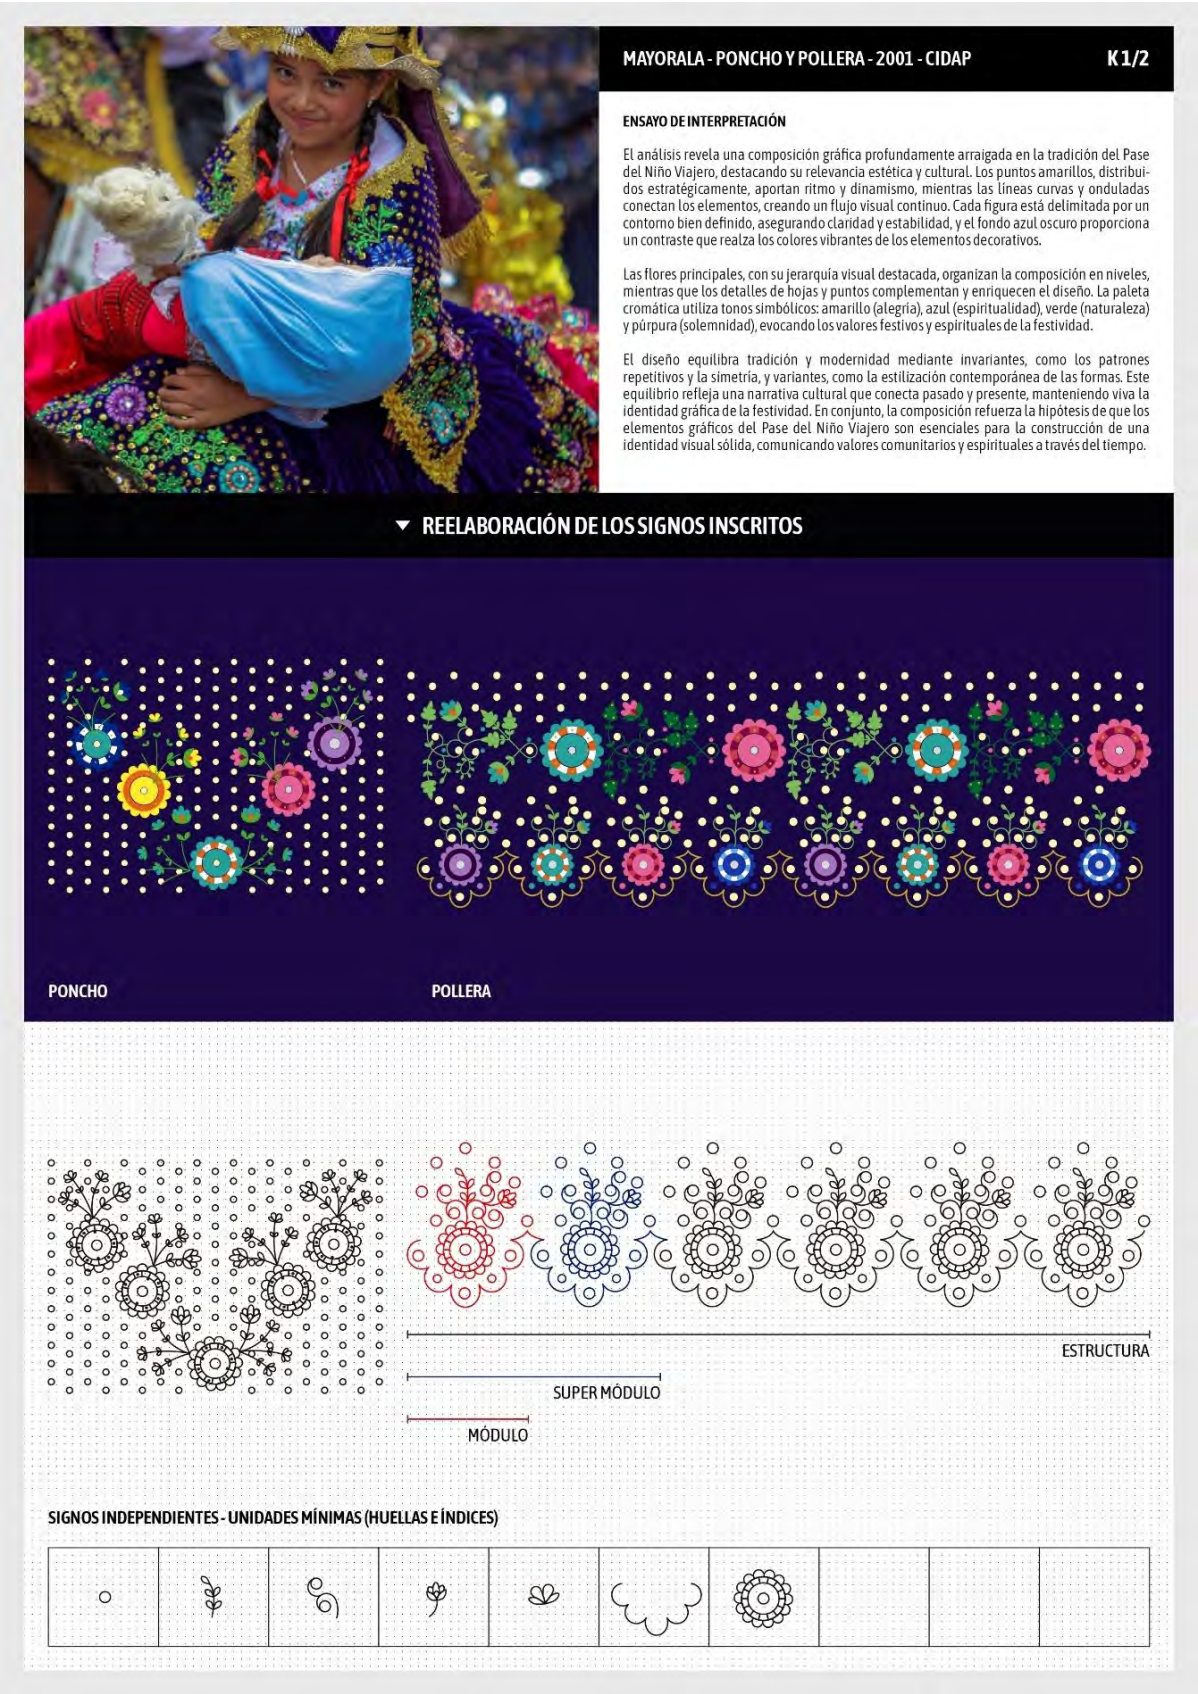 MAYORALA - PONCHO Y POLLERA - 2001 - CIDAP K 1/2
ENSAYO DE INTERPRETACIÓN
El análisis revela una composición gráfica profundamente arraigada en la tradición del Pase
del Niño Viajero, destacando su relevancia estética y cultural. Los puntos amarillos, distribui-
dos estratégicamente, aportan ritmo y dinamismo, mientras las líneas curvas y onduladas
conectan los elementos, creando un flujo visual continuo. Cada figura está delimitada por un
contorno bien definido, asegurando claridad y estabilidad, y el fondo azul oscuro proporciona
un contraste que realza los colores vibrantes de los elementos decorativos.
Las flores principales, con su jerarquía visual destacada, organizan la composición en niveles,
mientras que los detalles de hojas y puntos complementan y enriquecen el diseño. La paleta
cromática utiliza tonos simbólicos: amarillo (alegría), azul (espiritualidad), verde (naturaleza)
y púrpura (solemnidad), evocando los valores festivos y espirituales de la festividad.
El diseño equilibra tradición y modernidad mediante invariantes, como los patrones
repetitivos y la simetría, y variantes, como la estilización contemporánea de las formas. Este
equilibrio refleja una narrativa cultural que conecta pasado y presente, manteniendo viva la
identidad gráfica de la festividad. En conjunto, la composición refuerza la hipótesis de que los
elementos gráficos del Pase del Niño Viajero son esenciales para la construcción de una
identidad visual sólida, comunicando valores comunitarios y espirituales a través del tiempo.
REELABORACIÓN DE LOS SIGNOS INSCRITOS
PONCHO
POLLERA
ESTRUCTURA
SUPER MÓDULO
MÓDULO
SIGNOS INDEPENDIENTES - UNIDADES MÍNIMAS (HUELLAS E ÍNDICES)